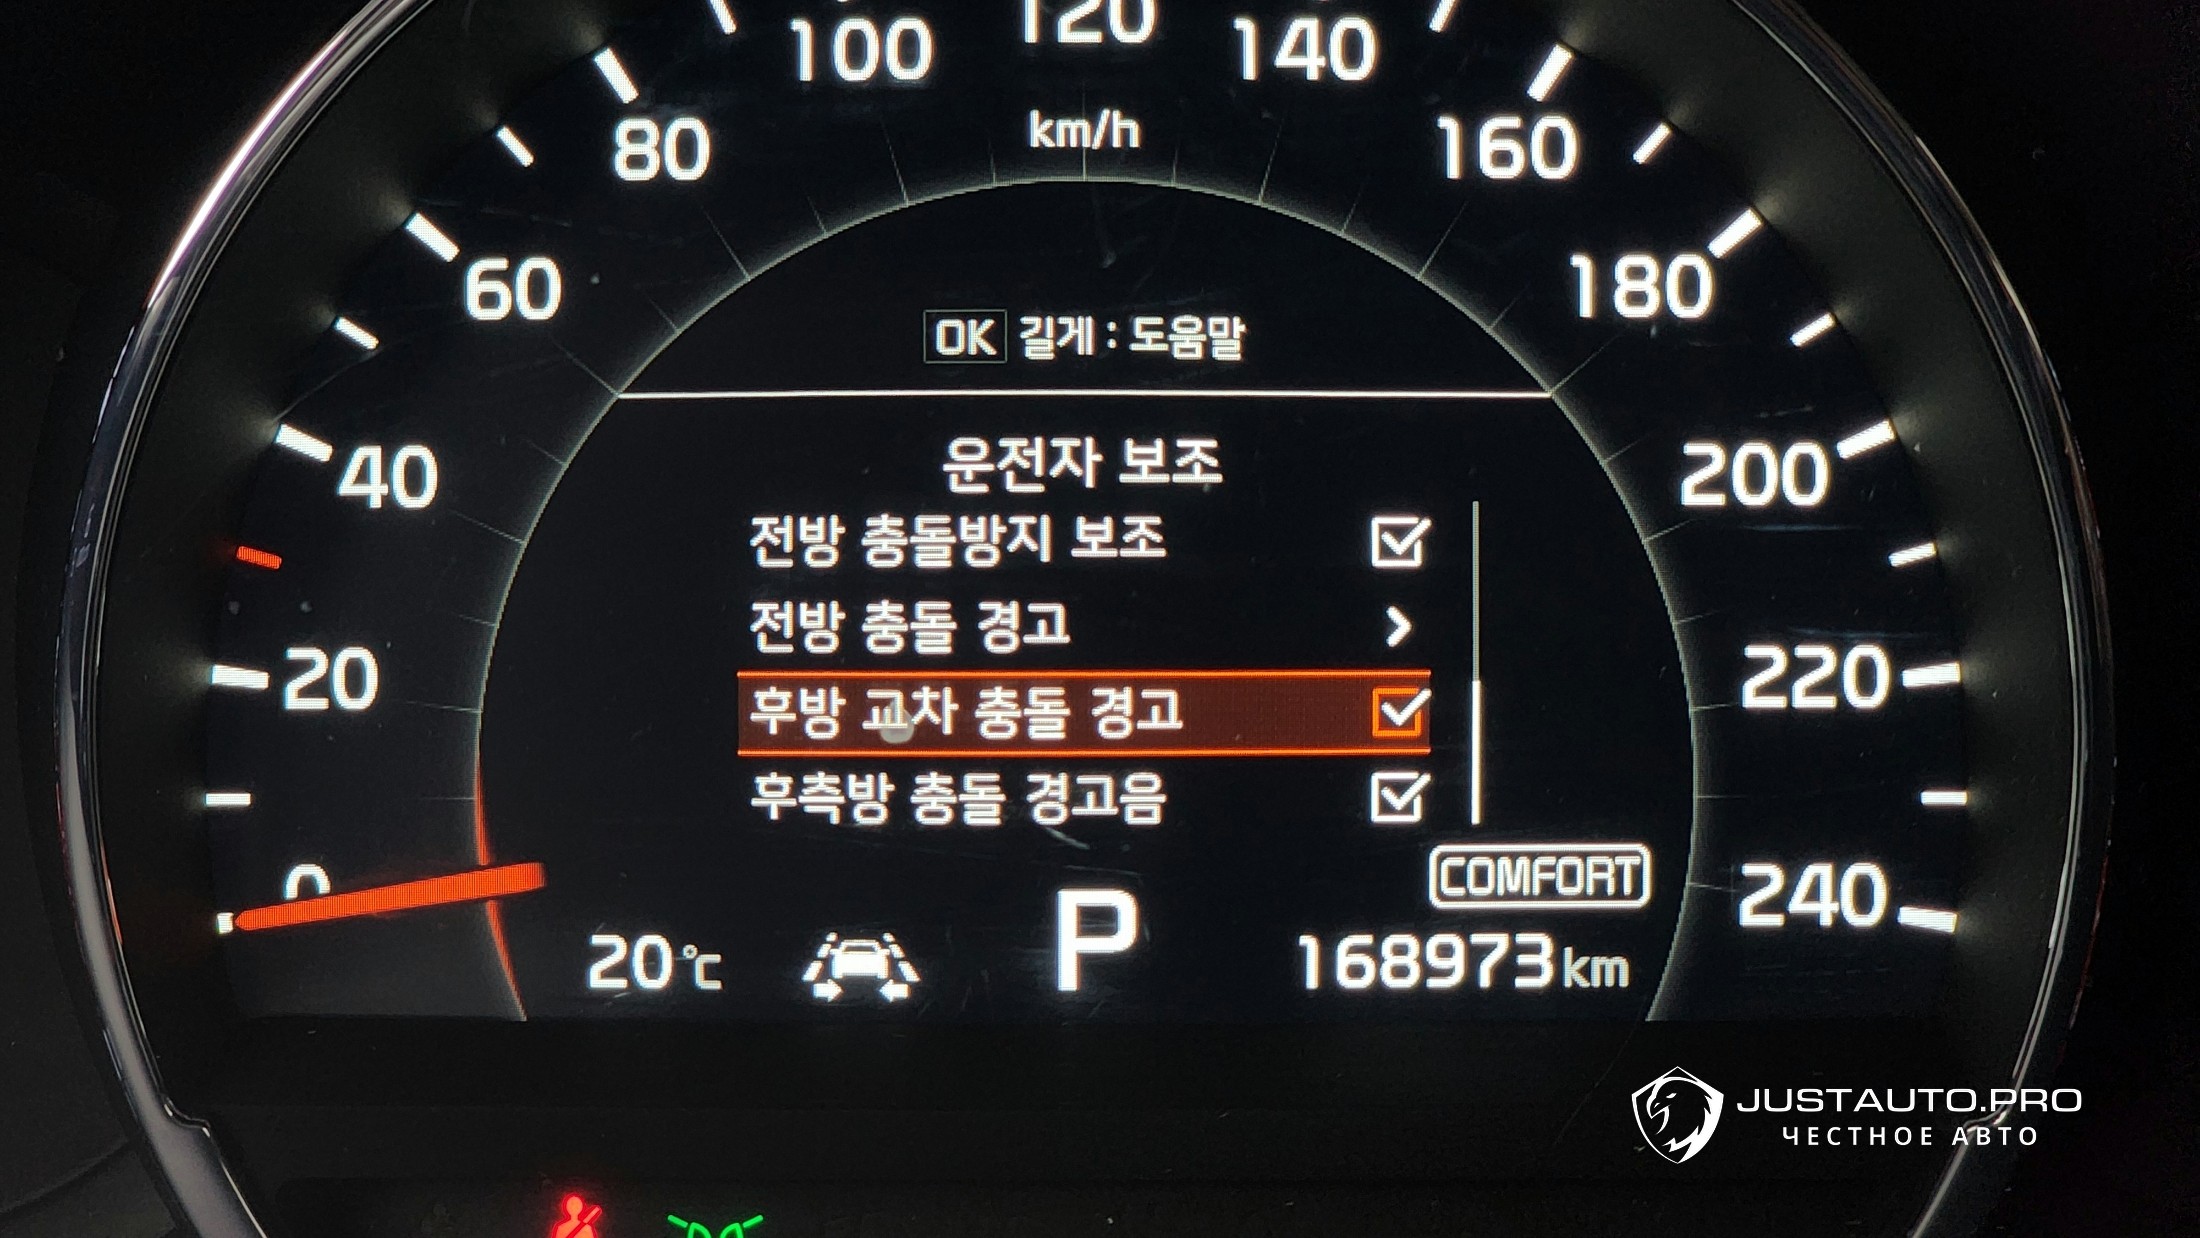 120
100
140
km/h
80
160
60
180
OK 길게 : 도움말
40
운전자 보조
200
전방 충돌방지 보조
전방 충돌 경고
20
220
후방 교차 충돌 경고
후측방 충돌 경고음
0
COMFORT
240
20°C
P
168973 km
JUSTAUTO.PRO
ЧЕСТНОЕ АВТО